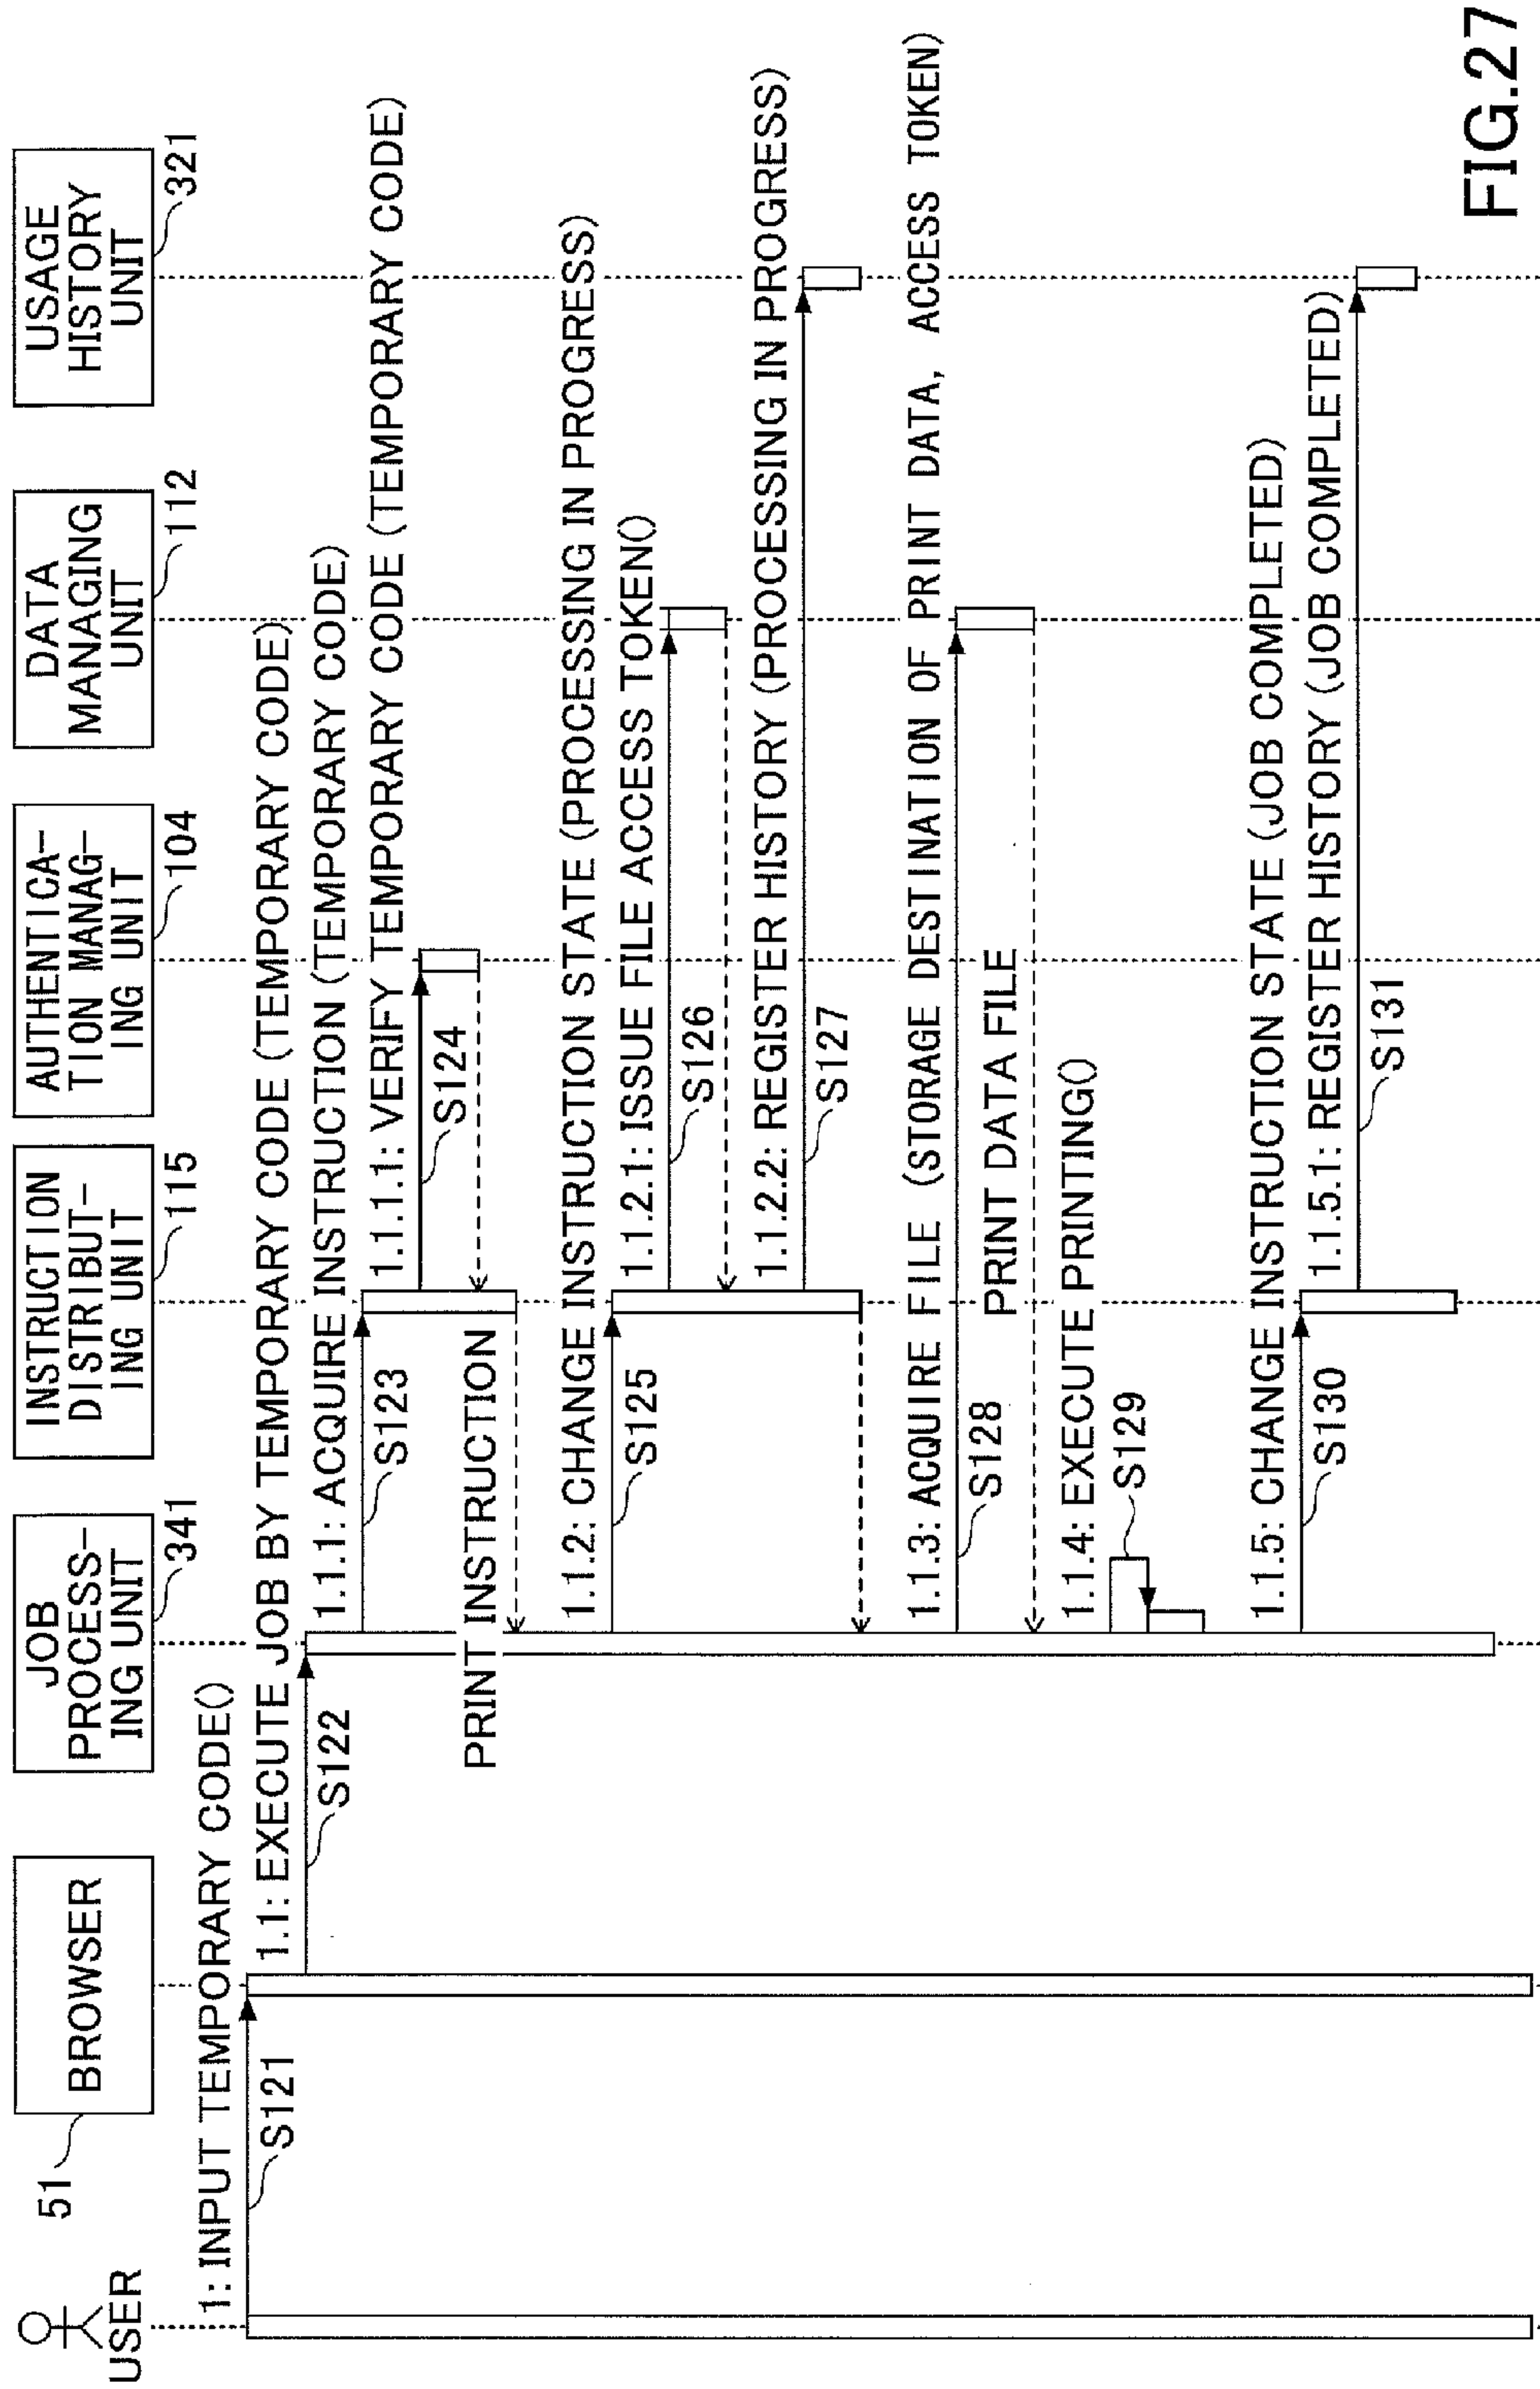 USER
51
BROWSER
JOB
PROCESS-
ING UNIT
341
INSTRUCTION
DISTRIBUT-
ING UNIT
115
AUTHENTICA-
TION MANAG-
ING UNIT
104
DATA
MANAGING
UNIT
112
USAGE
HISTORY
UNIT
321
1: INPUT TEMPORARY CODE()
S121
1.1: EXECUTE JOB BY TEMPORARY CODE (TEMPORARY CODE)
S122
1.1.1: ACQUIRE INSTRUCTION (TEMPORARY CODE)
S123
1.1.1.1: VERIFY TEMPORARY CODE (TEMPORARY CODE)
S124
PRINT INSTRUCTION
1.1.2: CHANGE INSTRUCTION STATE (PROCESSING IN PROGRESS)
S125
1.1.2.1: ISSUE FILE ACCESS TOKEN()
S126
1.1.2.2: REGISTER HISTORY (PROCESSING IN PROGRESS)
S127
1.1.3: ACQUIRE FILE (STORAGE DESTINATION OF PRINT DATA, ACCESS TOKEN)
S128
PRINT DATA FILE
1.1.4: EXECUTE PRINTING()
S129
1.1.5: CHANGE INSTRUCTION STATE (JOB COMPLETED)
S130
1.1.5.1: REGISTER HISTORY (JOB COMPLETED)
S131
FIG.27